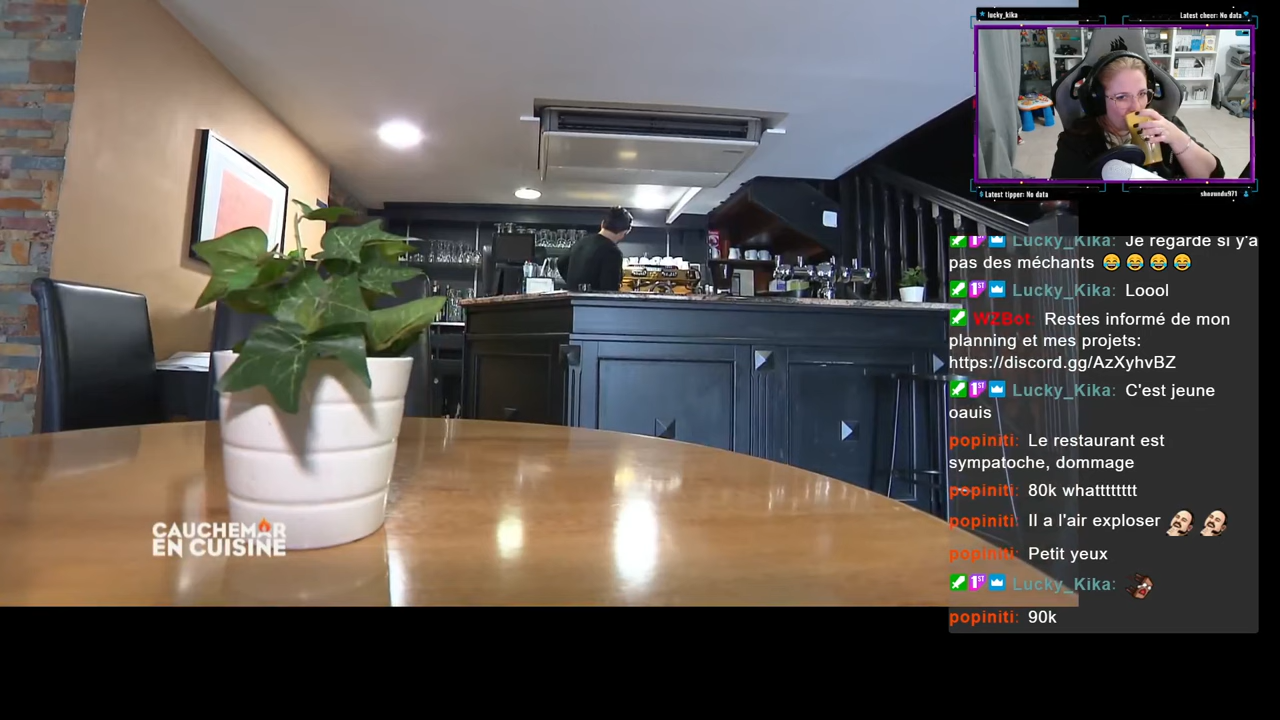 lucky_kika
Latest cheer: No data
Latest tipper: No data
shogundu971
Lucky_Kika: Je regarde si y'a
pas des méchants 😂 😂 😂 😂
Lucky_Kika: Loool
WZBot: Restes informé de mon
planning et mes projets:
https://discord.gg/AzXyhvBZ
Lucky_Kika: C'est jeune
oauis
popiniti: Le restaurant est
sympatoche, dommage
popiniti: 80k whatttttttt
popiniti: Il a l'air exploser
popiniti: Petit yeux
Lucky_Kika:
popiniti: 90k
CAUCHEMAR
EN CUISINE